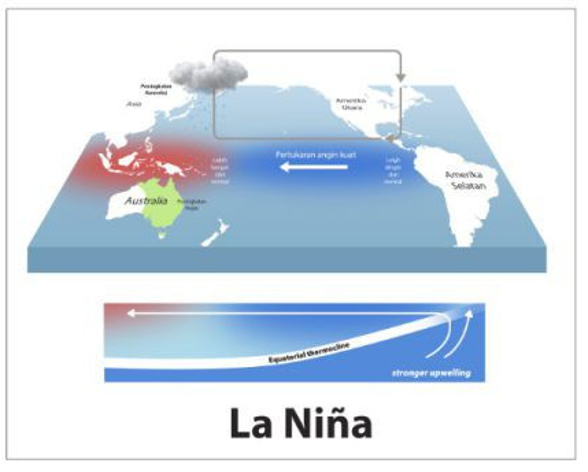 Peningkatan
Konveksi
Asia
Amerika
Utara
Pertukaran angin kuat
Lebih
hangat
dari
normal
Lebih
dingin
dari
normal
Amerika
Selatan
Australia
Peningkatan
Hujan
Equatorial thermocline
stronger upwelling
La Niña